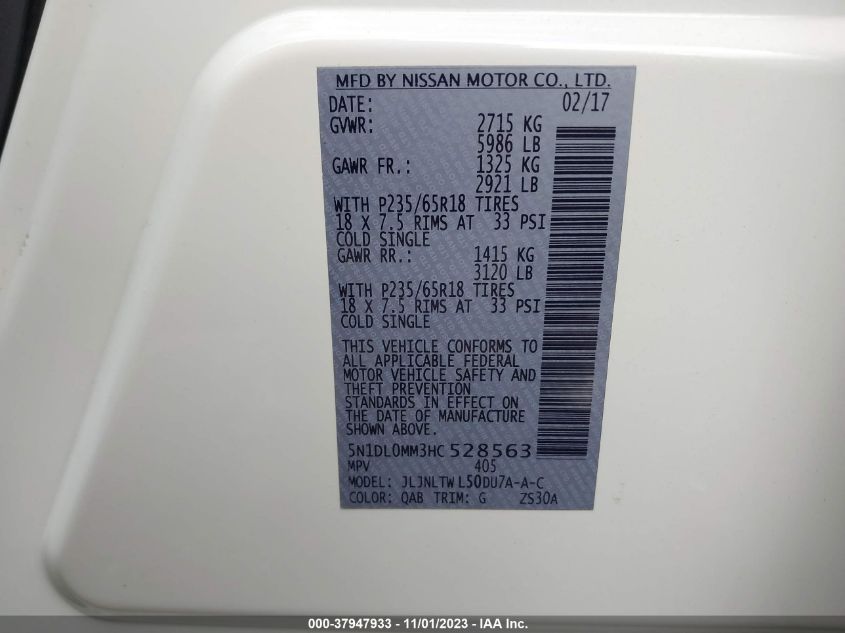 MFD BY NISSAN MOTOR CO., LTD.
DATE: 02/17
GVWR: 2715 KG
5986 LB
GAWR FR.: 1325 KG
2921 LB
WITH P235/65R18 TIRES
18 X 7.5 RIMS AT 33 PSI
COLD SINGLE
GAWR RR.: 1415 KG
3120 LB
WITH P235/65R18 TIRES
18 X 7.5 RIMS AT 33 PSI
COLD SINGLE
THIS VEHICLE CONFORMS TO
ALL APPLICABLE FEDERAL
MOTOR VEHICLE SAFETY AND
THEFT PREVENTION
STANDARDS IN EFFECT ON
THE DATE OF MANUFACTURE
SHOWN ABOVE.
5N1DL0MM3HC528563
MPV 405
MODEL: JLJNLTW L50DU7A-A-C
COLOR: QAB TRIM: G ZS30A
000-37947933 - 11/01/2023 - IAA Inc.